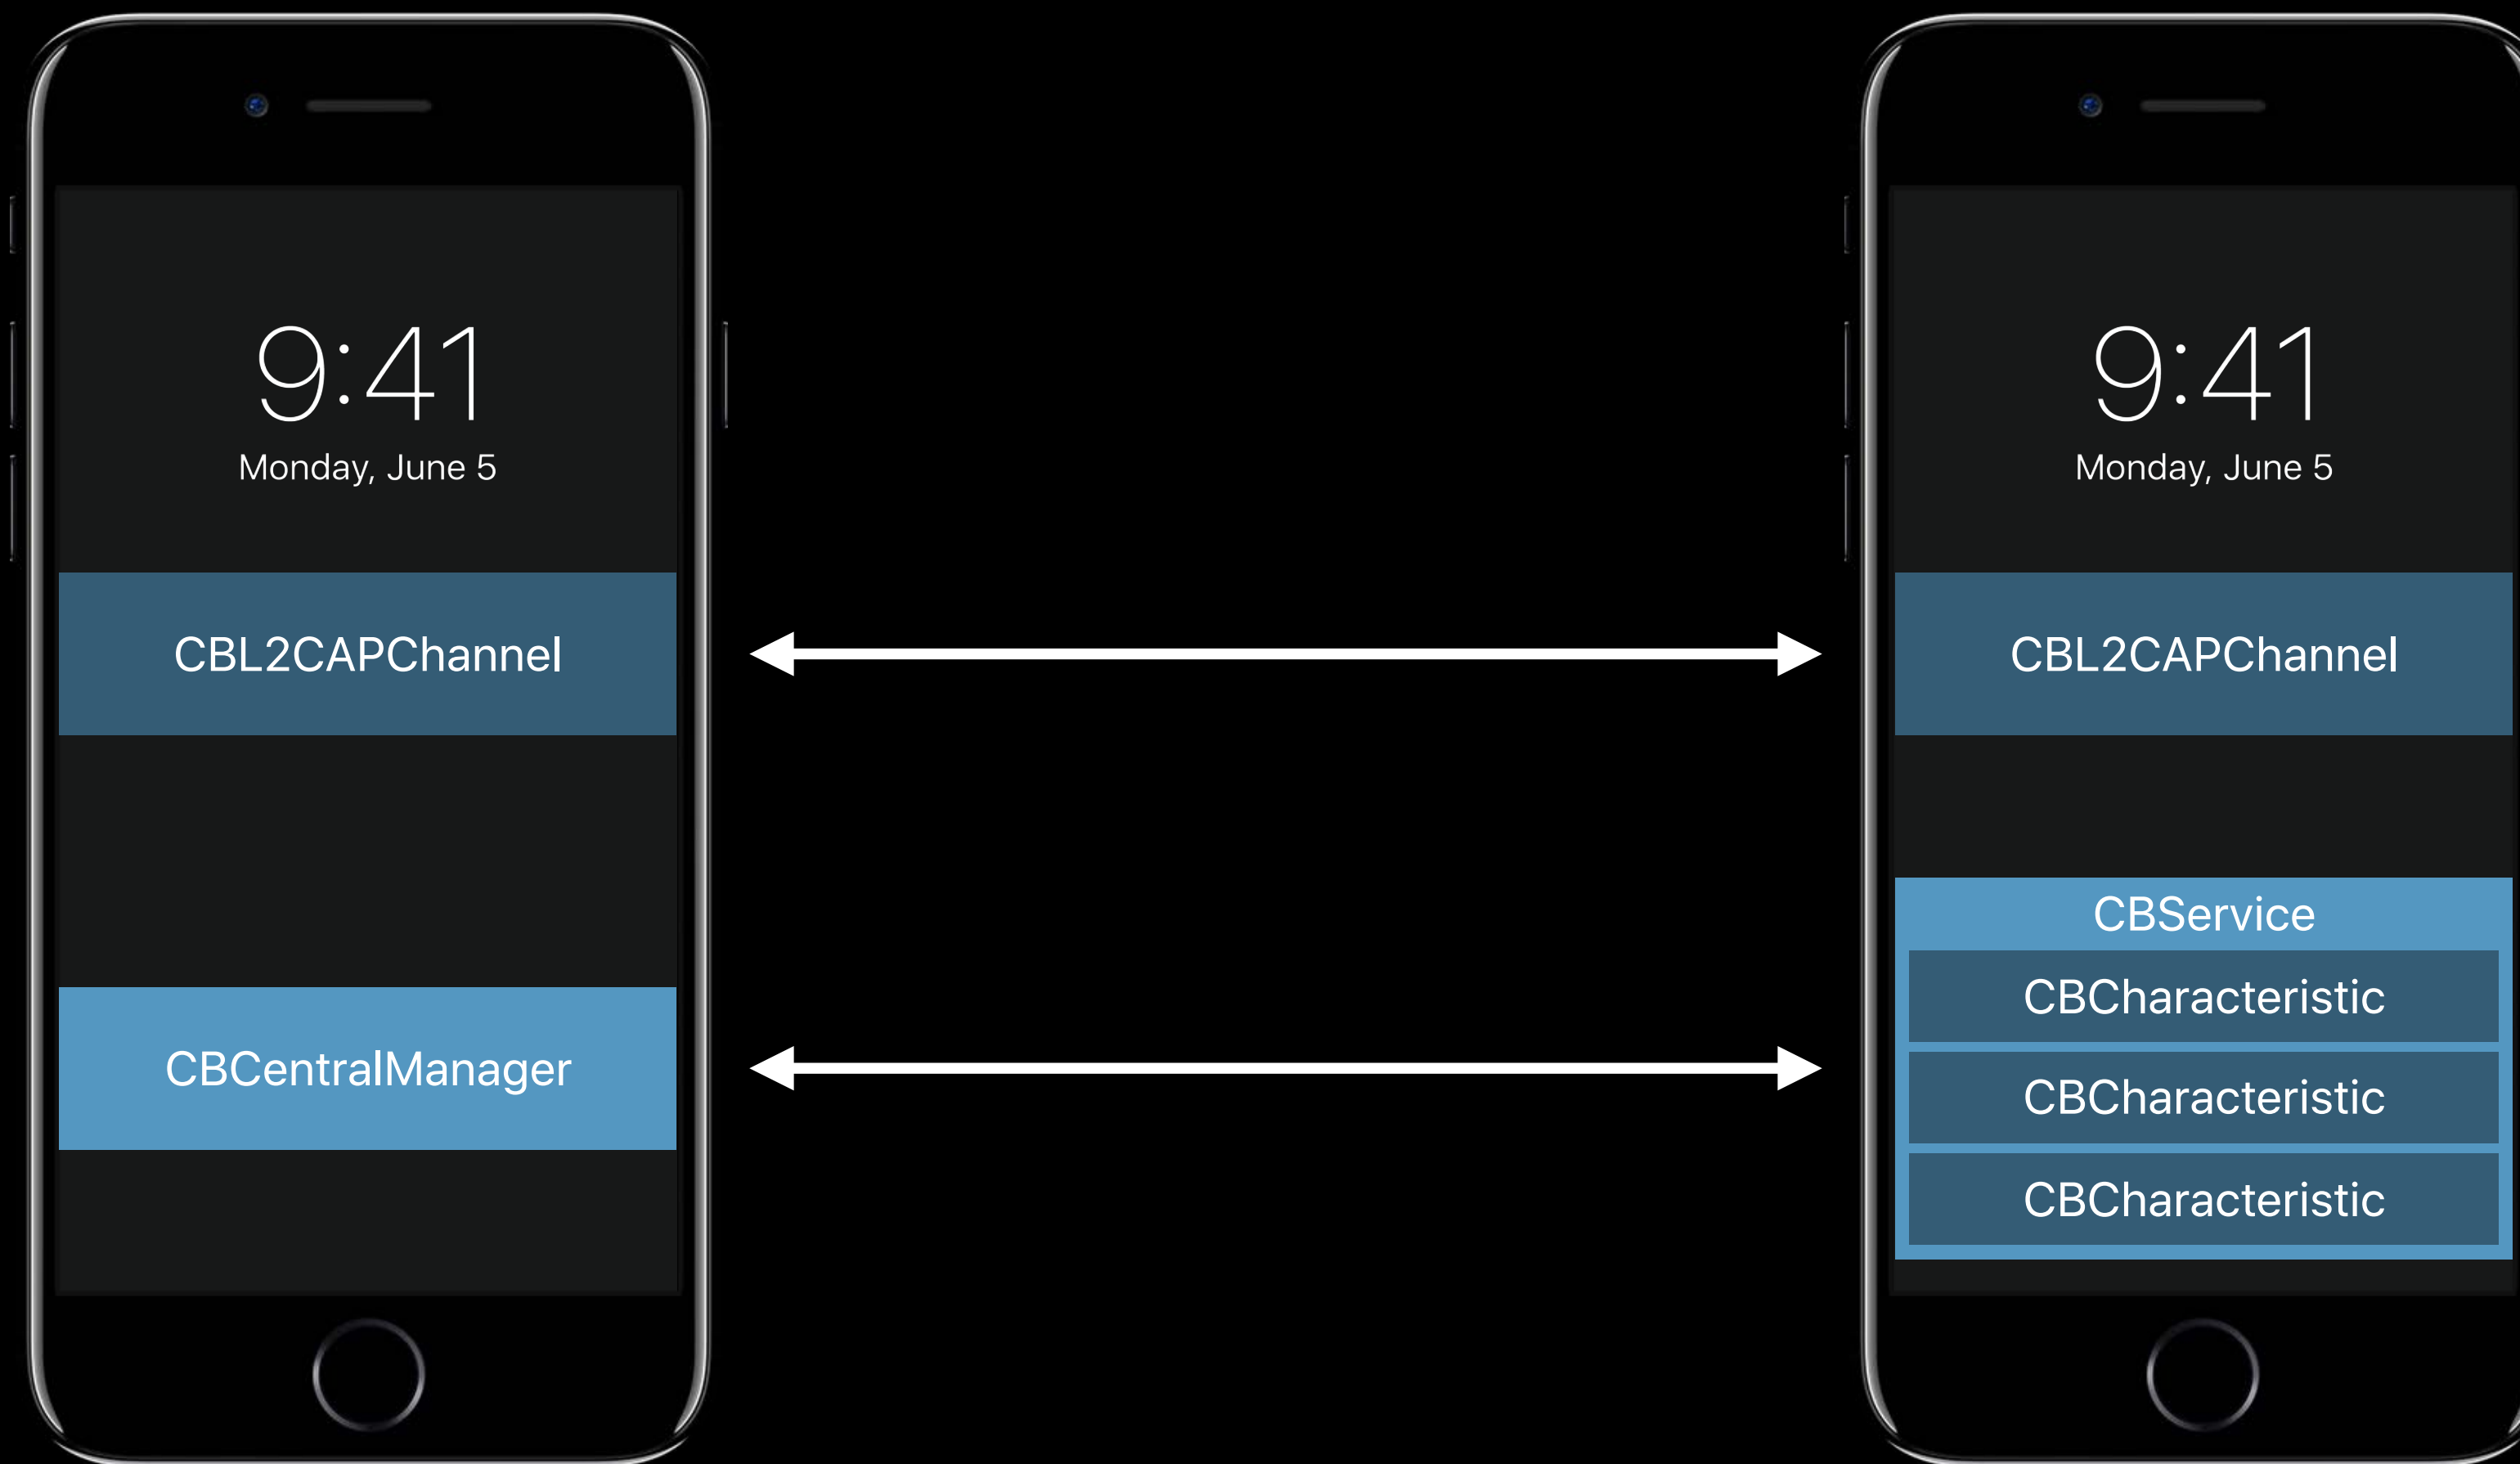 9:41
Monday, June 5
CBL2CAPChannel
CBCentralManager
9:41
Monday, June 5
CBL2CAPChannel
CBService
CBCharacteristic
CBCharacteristic
CBCharacteristic